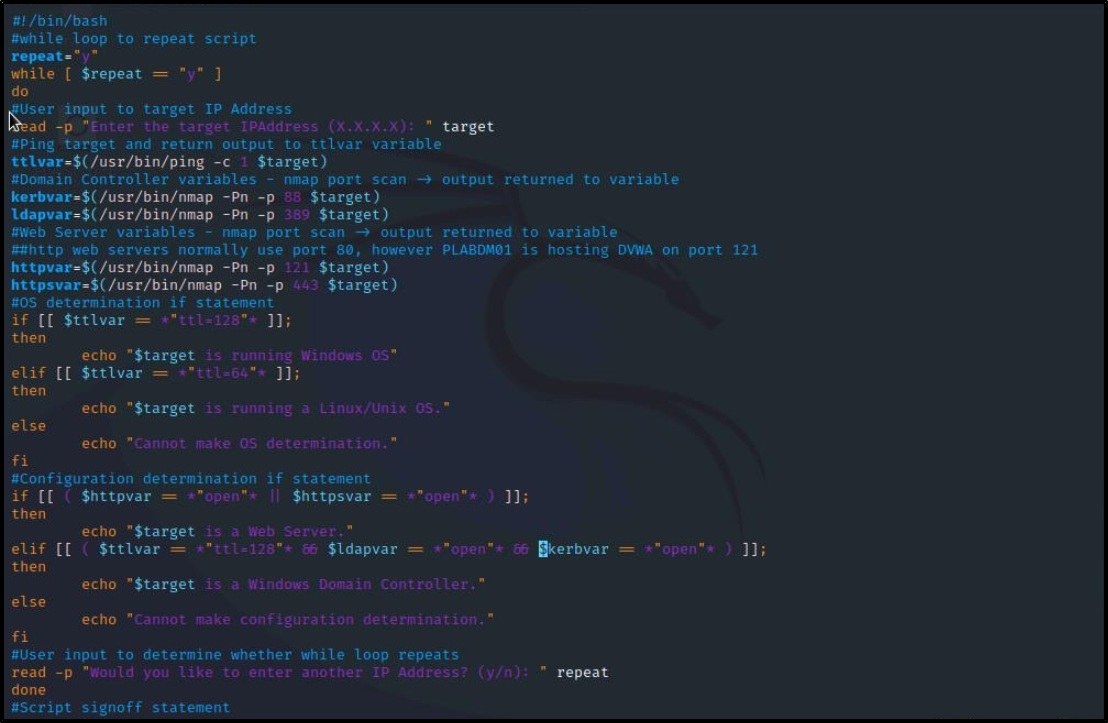 #!/bin/bash
#while loop to repeat script
repeat="y"
while [ $repeat == "y" ]
do
#User input to target IP Address
read -p "Enter the target IPAddress (X.X.X.X): " target
#Ping target and return output to ttlvar variable
ttlvar=$(/usr/bin/ping -c 1 $target)
#Domain Controller variables - nmap port scan -> output returned to variable
kerbvar=$(/usr/bin/nmap -Pn -p 88 $target)
ldapvar=$(/usr/bin/nmap -Pn -p 389 $target)
#Web Server variables - nmap port scan -> output returned to variable
##http web servers normally use port 80, however PLABDM01 is hosting DVWA on port 121
httpvar=$(/usr/bin/nmap -Pn -p 121 $target)
httpsvar=$(/usr/bin/nmap -Pn -p 443 $target)
#OS determination if statement
if [[ $ttlvar == *"ttl=128"* ]];
then
        echo "$target is running Windows OS"
elif [[ $ttlvar == *"ttl=64"* ]];
then
        echo "$target is running a Linux/Unix OS."
else
        echo "Cannot make OS determination."
fi
#Configuration determination if statement
if [[ ( $httpvar == *"open"* || $httpsvar == *"open"* ) ]];
then
        echo "$target is a Web Server."
elif [[ ( $ttlvar == *"ttl=128"* && $ldapvar == *"open"* && $kerbvar == *"open"* ) ]];
then
        echo "$target is a Windows Domain Controller."
else
        echo "Cannot make configuration determination."
fi
#User input to determine whether while loop repeats
read -p "Would you like to enter another IP Address? (y/n): " repeat
done
#Script signoff statement